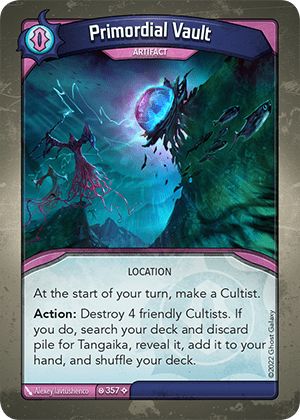 Primordial Vault
ARTIFACT
LOCATION
At the start of your turn, make a Cultist.
Action: Destroy 4 friendly Cultists. If
you do, search your deck and discard
pile for Tangaika, reveal it, add it to your
hand, and shuffle your deck.
©2022 Ghost Galaxy
357